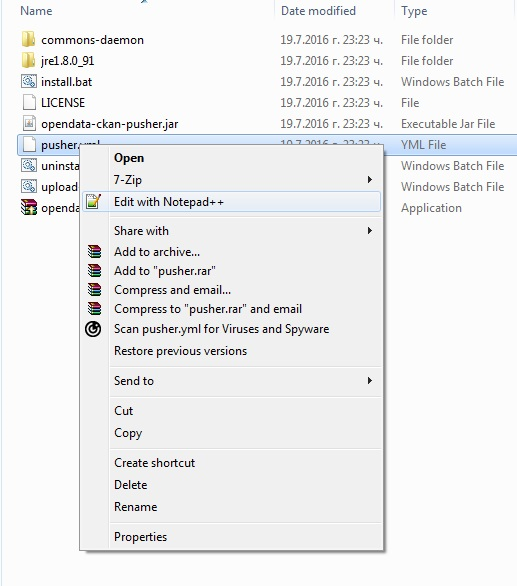 Name Date modified Type
commons-daemon 19.7.2016 г. 23:23 ч. File folder
jre1.8.0_91 19.7.2016 г. 23:23 ч. File folder
install.bat 19.7.2016 г. 23:23 ч. Windows Batch File
LICENSE 19.7.2016 г. 23:23 ч. File
opendata-ckan-pusher.jar 19.7.2016 г. 23:23 ч. Executable Jar File
pusher.yml 19.7.2016 г. 23:23 ч. YML File
uninsta Windows Batch File
upload Windows Batch File
openda Application
Open
7-Zip
Edit with Notepad++
Share with
Add to archive...
Add to "pusher.rar"
Compress and email...
Compress to "pusher.rar" and email
Scan pusher.yml for Viruses and Spyware
Restore previous versions
Send to
Cut
Copy
Create shortcut
Delete
Rename
Properties